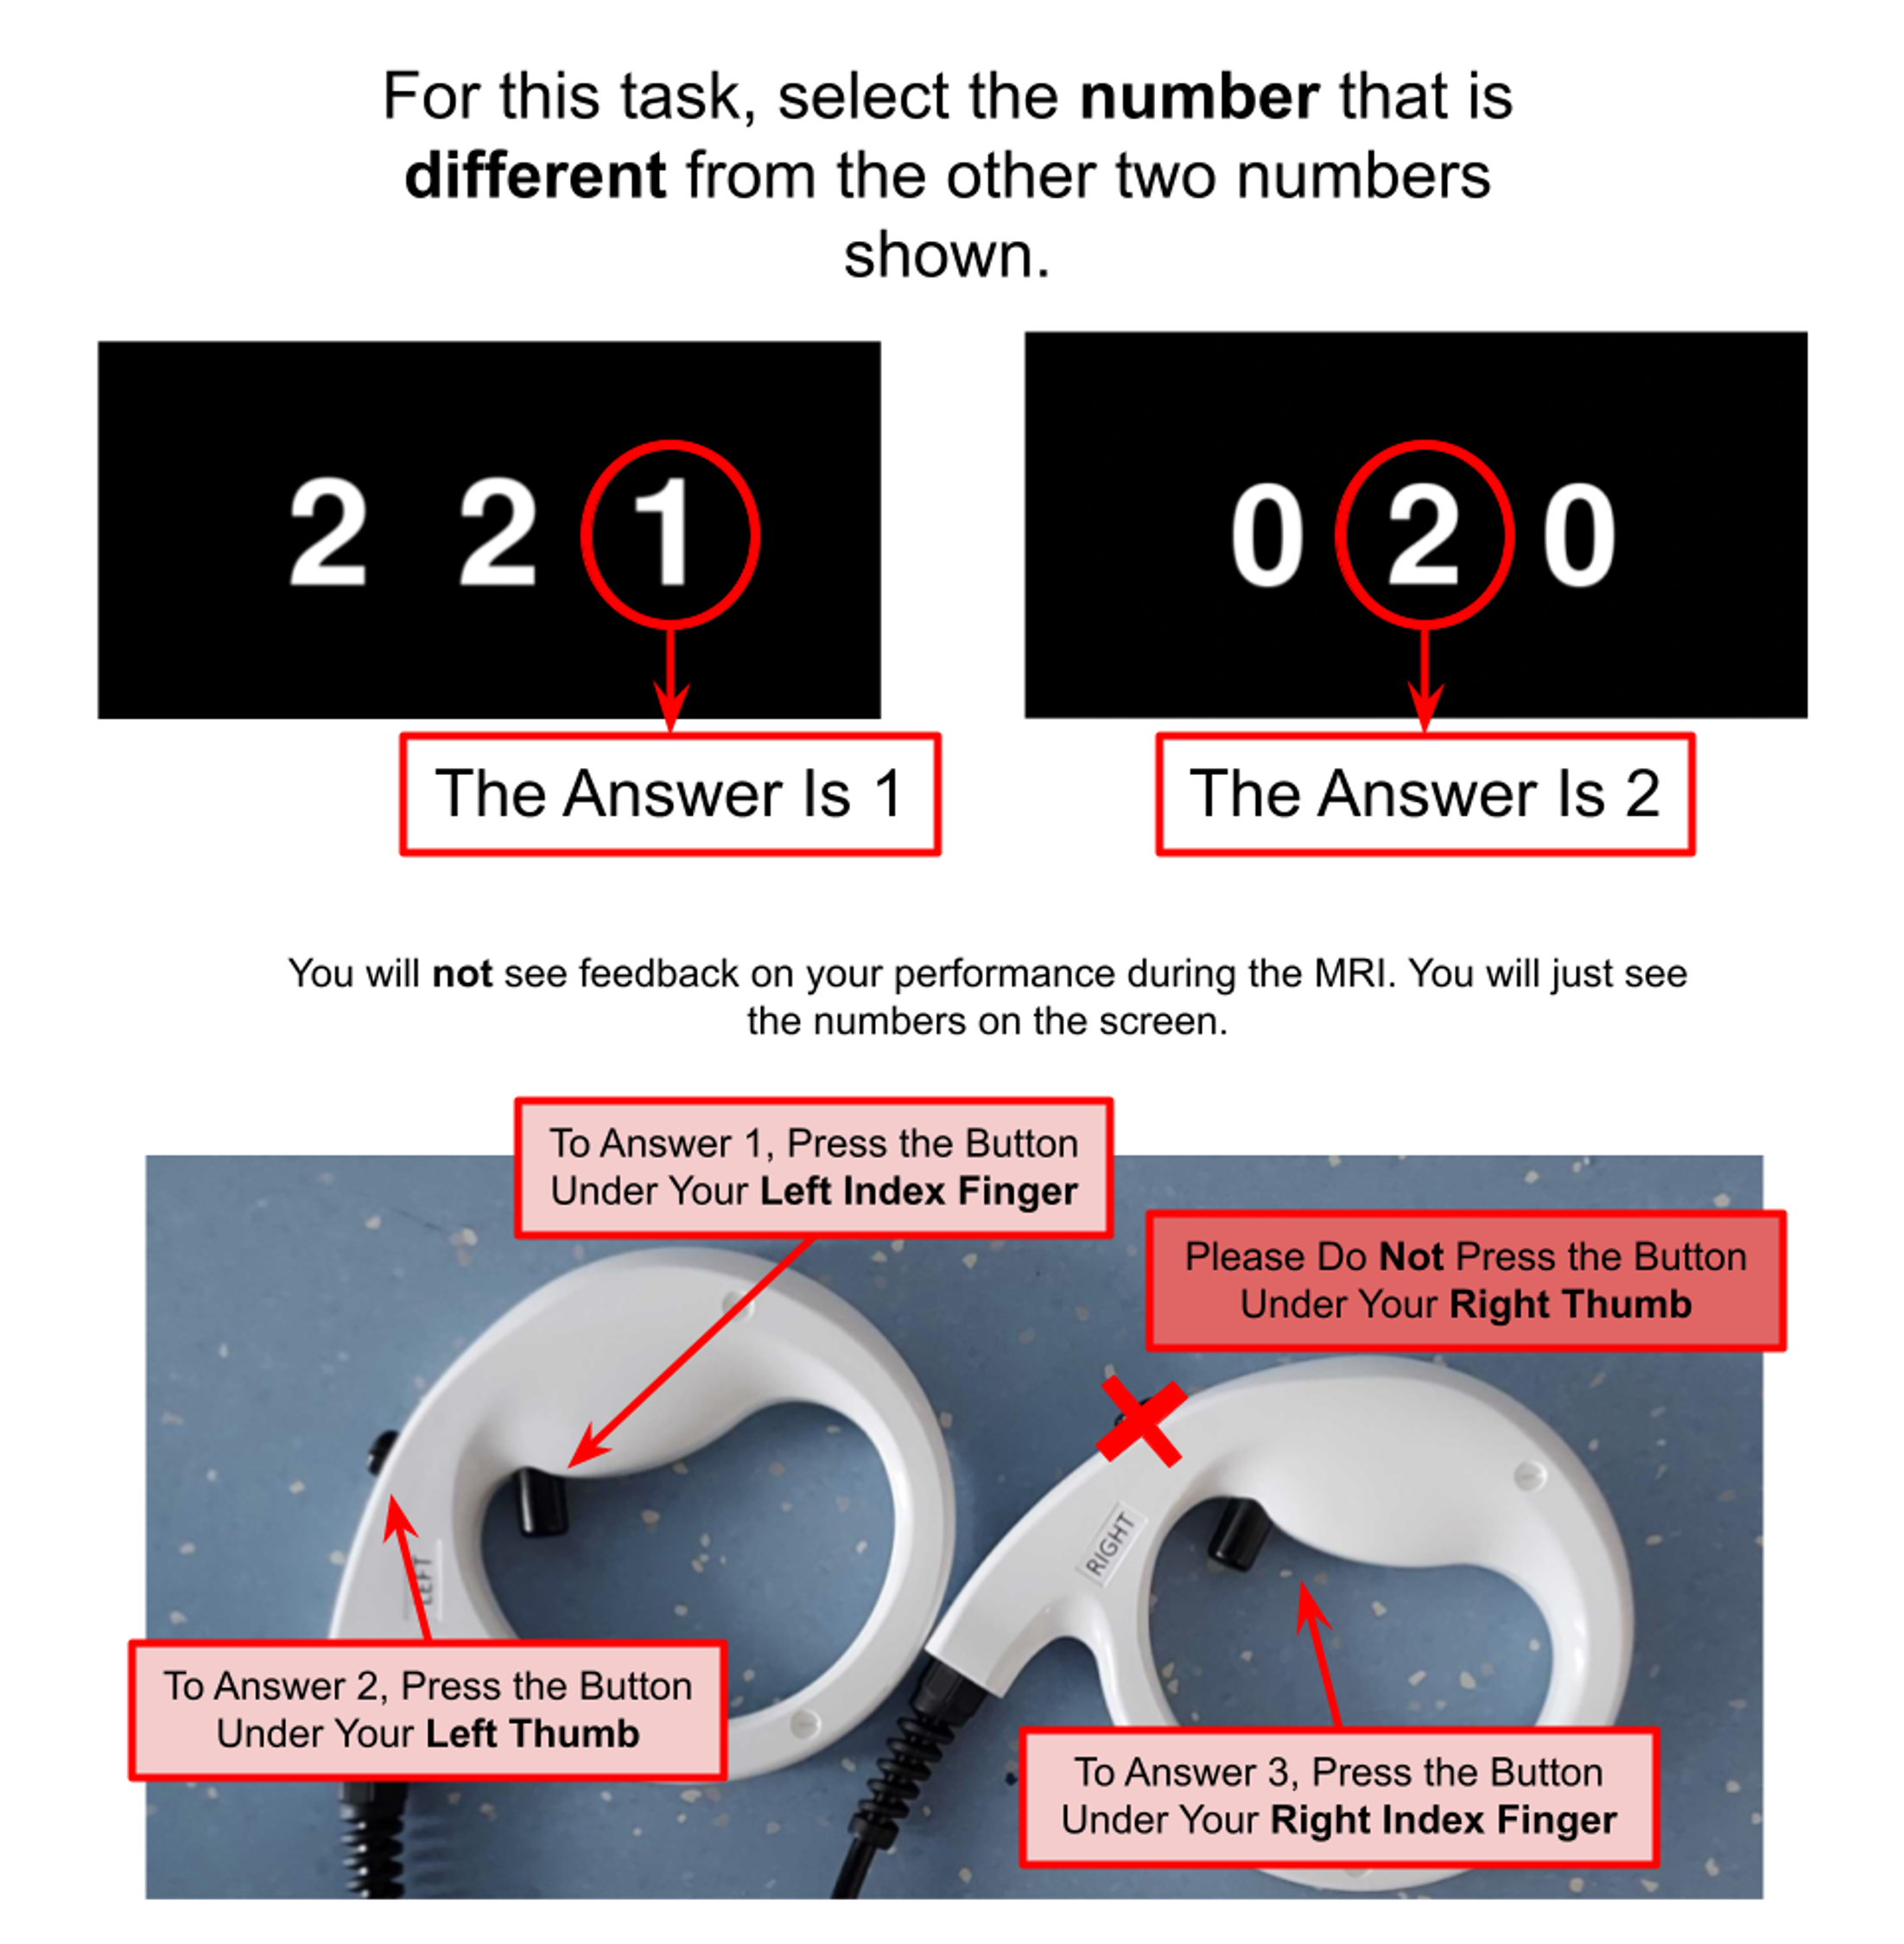 For this task, select the number that is
different from the other two numbers
shown.
2 2 1
0 2 0
The Answer Is 1
The Answer Is 2
You will not see feedback on your performance during the MRI. You will just see
the numbers on the screen.
To Answer 1, Press the Button
Under Your Left Index Finger
Please Do Not Press the Button
Under Your Right Thumb
LEFT
RIGHT
To Answer 2, Press the Button
Under Your Left Thumb
To Answer 3, Press the Button
Under Your Right Index Finger